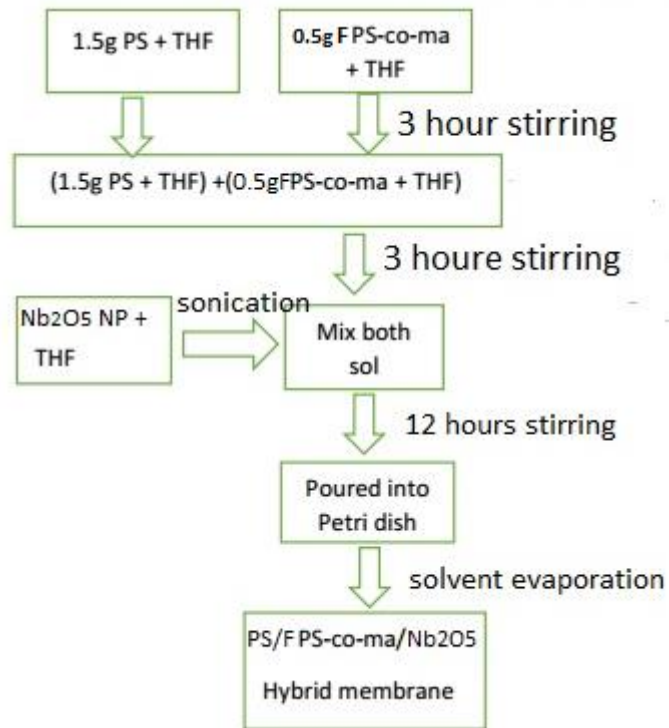 1.5g PS + THF
0.5g F PS-co-ma
+ THF
3 hour stirring
(1.5g PS + THF) +(0.5gFPS-co-ma + THF)
3 houre stirring
Nb2O5 NP +
THF
sonication
Mix both
sol
12 hours stirring
Poured into
Petri dish
solvent evaporation
PS/F PS-co-ma/Nb2O5
Hybrid membrane